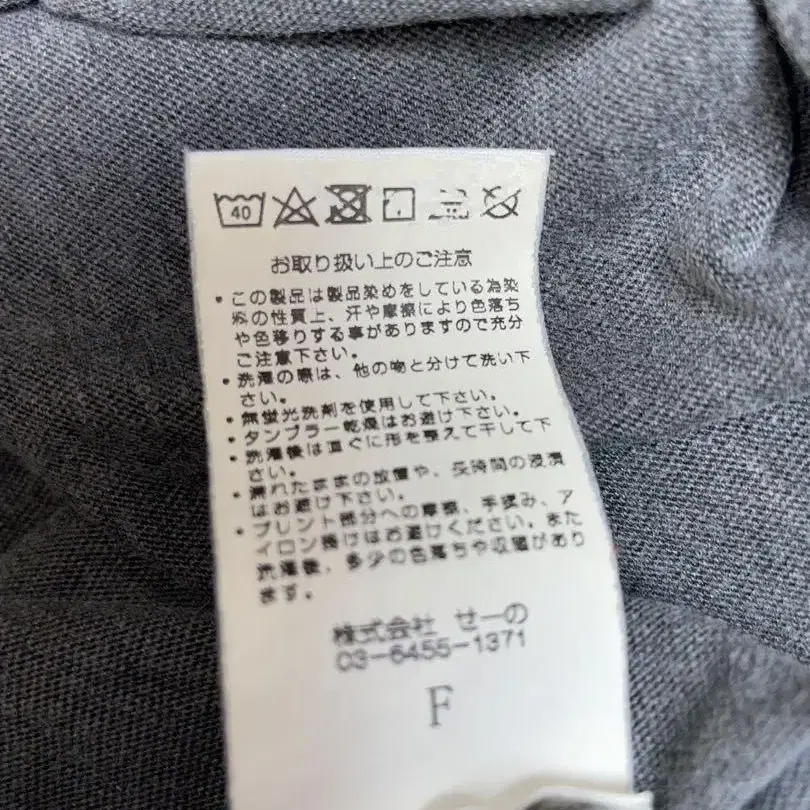 40
お取り扱い上のご注意
・この製品は製品染めをしている為染
料の性質上、汗や摩擦により色落ち
や色移りする事がありますので充分
ご注意下さい。
・洗濯の際は、他の物と分けて洗い下
さい。
・無蛍光洗剤を使用して下さい。
・タンブラー乾燥はお避け下さい。
・洗濯後は直ぐに形を整えて干して下
さい。
・濡れたままの放置や、長時間の浸漬
はお避け下さい。
・プリント部分への摩擦、手揉み、ア
イロン掛けはお避けください。また
洗濯後、多少の色落ちや収縮があり
ます。
株式会社 せーの
03-6455-1371
F